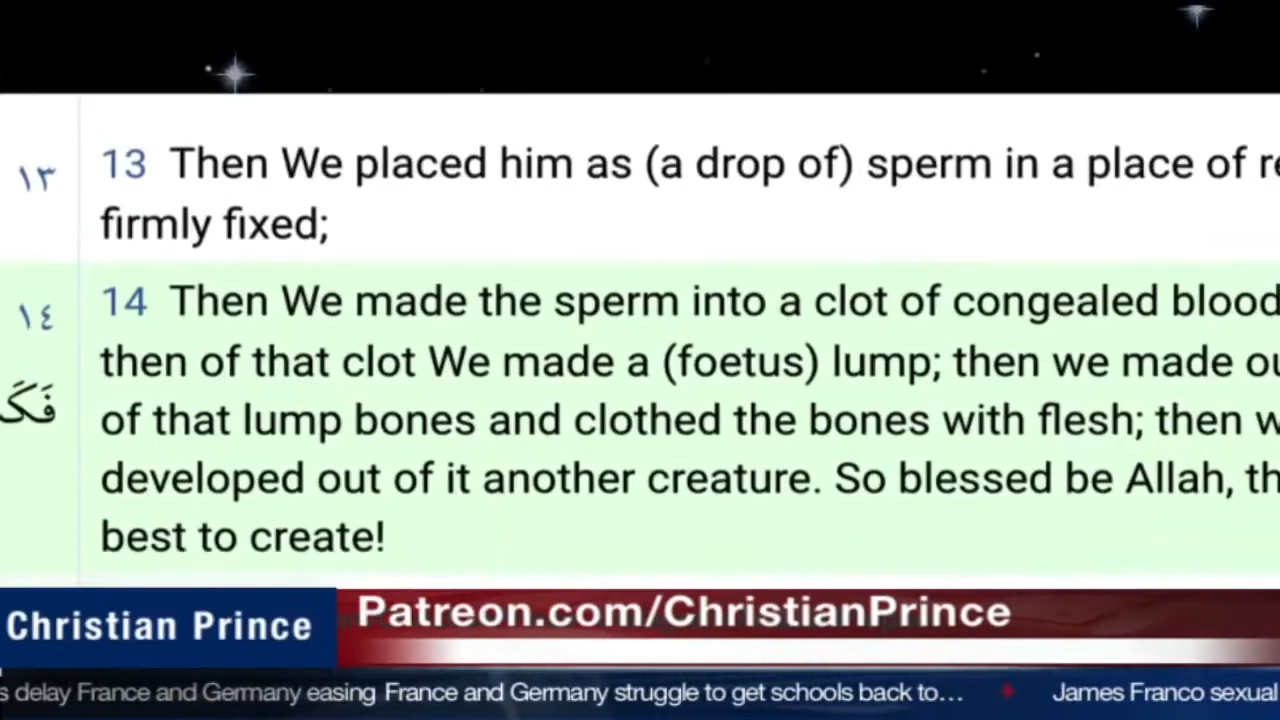 ١٣
13 Then We placed him as (a drop of) sperm in a place of
firmly fixed;
١٤
14 Then We made the sperm into a clot of congealed blood
then of that clot We made a (foetus) lump; then we made
of that lump bones and clothed the bones with flesh; then
developed out of it another creature. So blessed be Allah,
best to create!
Christian Prince
Patreon.com/ChristianPrince
delay France and Germany easing France and Germany struggle to get schools back to… James Franco sexual